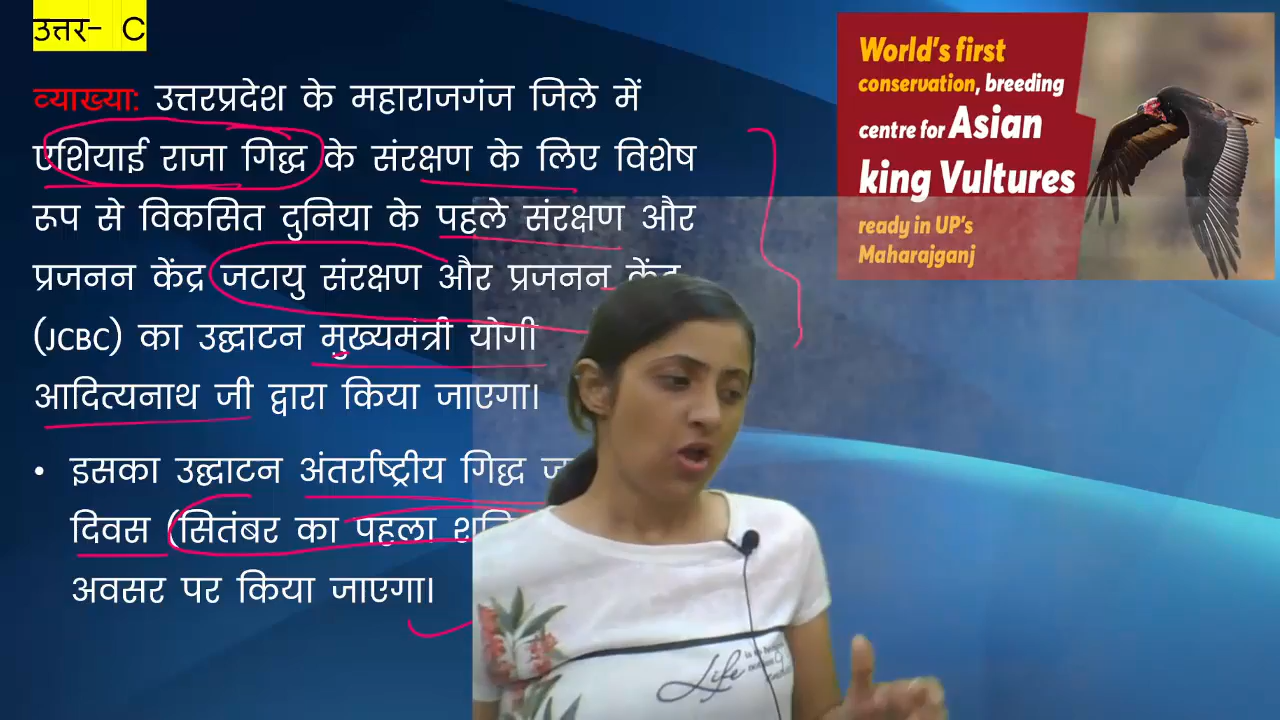 उत्तर- C
व्याख्या: उत्तरप्रदेश के महाराजगंज जिले में
एशियाई राजा गिद्ध के संरक्षण के लिए विशेष
रूप से विकसित दुनिया के पहले संरक्षण और
प्रजनन केंद्र जटायु संरक्षण और प्रजनन केंद्र
(JCBC) का उद्घाटन मुख्यमंत्री योगी
आदित्यनाथ जी द्वारा किया जाएगा।
• इसका उद्घाटन अंतर्राष्ट्रीय गिद्ध
दिवस (सितंबर का पहला
अवसर पर किया जाएगा।
World's first
conservation, breeding
centre for Asian
king Vultures
ready in UP's
Maharajganj
Life